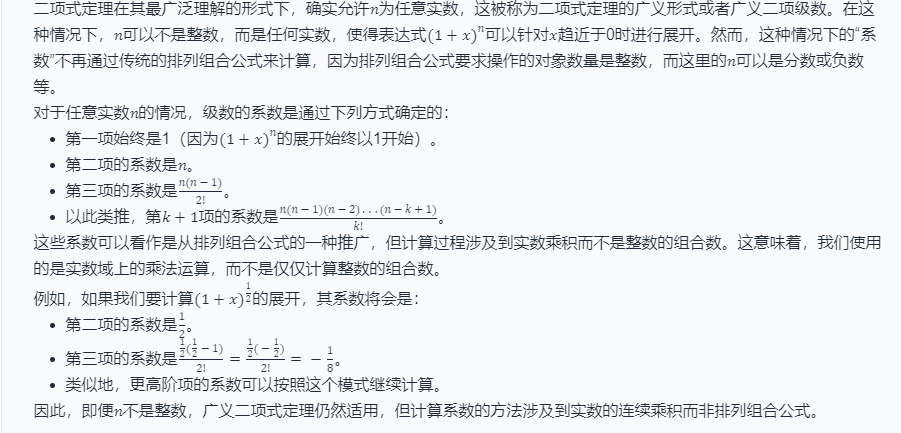 二项式定理在其最广泛理解的形式下，确实允许n为任意实数，这被称为二项式定理的广义形式或者广义二项级数。在这
种情况下，n可以不是整数，而是任何实数，使得表达式(1 + x)ⁿ可以针对x趋近于0时进行展开。然而，这种情况下的“系
数”不再通过传统的排列组合公式来计算，因为排列组合公式要求操作的对象数量是整数，而这里的n可以是分数或负数
等。
对于任意实数n的情况，级数的系数是通过下列方式确定的：
• 第一项始终是1（因为(1 + x)ⁿ的展开始终以1开始）。
• 第二项的系数是n。
• 第三项的系数是n(n − 1)/2!。
• 以此类推，第k + 1项的系数是n(n − 1)(n − 2)...(n − k + 1)/k!。
这些系数可以看作是从排列组合公式的一种推广，但计算过程涉及到实数乘积而不是整数的组合数。这意味着，我们使用
的是实数域上的乘法运算，而不是仅仅计算整数的组合数。
例如，如果我们要计算(1 + x)^(1/2)的展开，其系数将会是：
• 第二项的系数是1/2。
• 第三项的系数是1/2(1/2 − 1)/2! = 1/2(− 1/2)/2! = − 1/8。
• 类似地，更高阶项的系数可以按照这个模式继续计算。
因此，即便n不是整数，广义二项式定理仍然适用，但计算系数的方法涉及到实数的连续乘积而非排列组合公式。